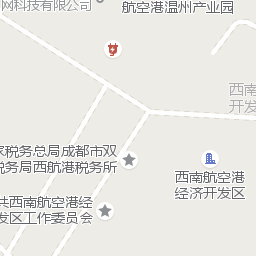 网科技有限公司
航空港温州产业园
西南
开发
家税务总局成都市双
税务局西航港税务所
西南航空港
经济开发区
共西南航空港经
发区工作委员会